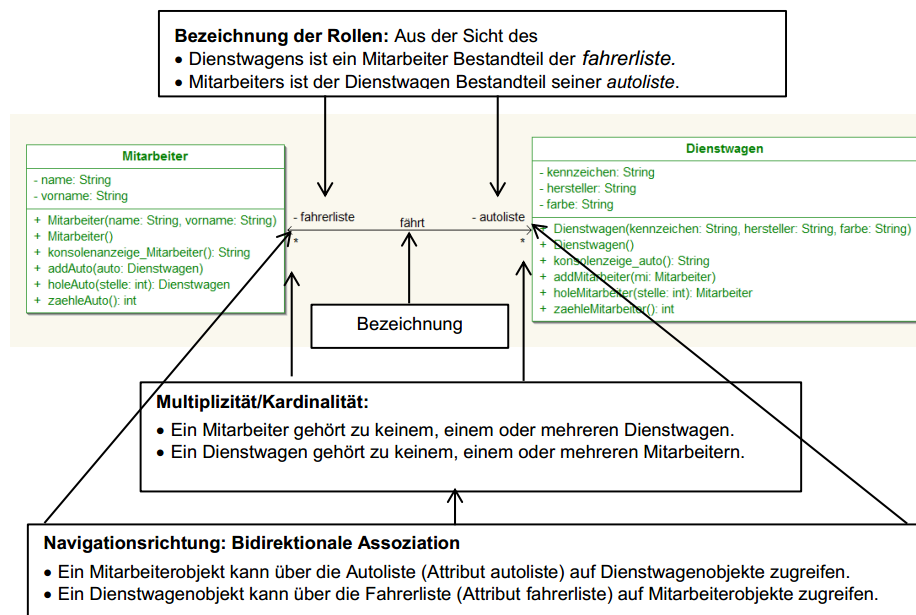 Bezeichnung der Rollen: Aus der Sicht des
• Dienstwagens ist ein Mitarbeiter Bestandteil der fahrerliste.
• Mitarbeiters ist der Dienstwagen Bestandteil seiner autoliste.
Mitarbeiter
- name: String
- vorname: String
+ Mitarbeiter(name: String, vorname: String)
+ Mitarbeiter()
+ konsolenanzeige_Mitarbeiter(): String
+ addAuto(auto: Dienstwagen)
+ holeAuto(stelle: int): Dienstwagen
+ zaehleAuto(): int
- fahrerliste
*
fährt
- autoliste
*
Dienstwagen
- kennzeichen: String
- hersteller: String
- farbe: String
+ Dienstwagen(kennzeichen: String, hersteller: String, farbe: String)
+ Dienstwagen()
+ konsolenzeige_auto(): String
+ addMitarbeiter(mi: Mitarbeiter)
+ holeMitarbeiter(stelle: int): Mitarbeiter
+ zaehleMitarbeiter(): int
Bezeichnung
Multiplizität/Kardinalität:
• Ein Mitarbeiter gehört zu keinem, einem oder mehreren Dienstwagen.
• Ein Dienstwagen gehört zu keinem, einem oder mehreren Mitarbeitern.
Navigationsrichtung: Bidirektionale Assoziation
• Ein Mitarbeiterobjekt kann über die Autoliste (Attribut autoliste) auf Dienstwagenobjekte zugreifen.
• Ein Dienstwagenobjekt kann über die Fahrerliste (Attribut fahrerliste) auf Mitarbeiterobjekte zugreifen.